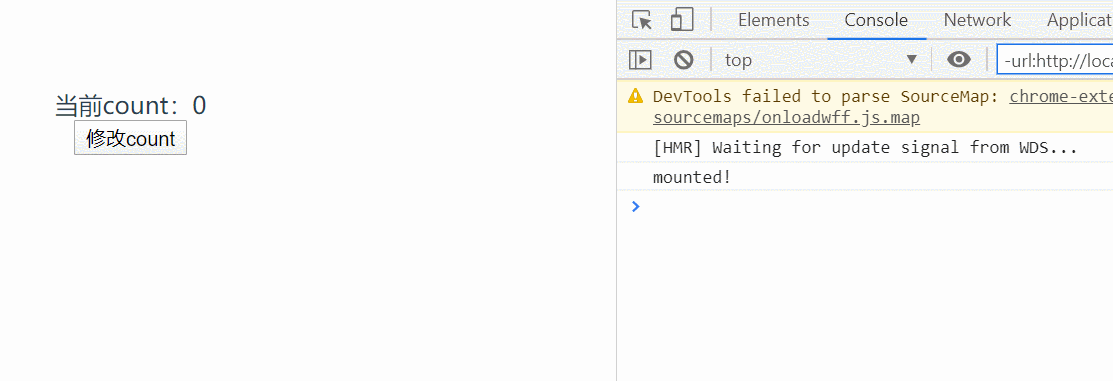 当前count：0
修改count
Elements Console Network Applicat
top ▼ -url:http://loca
DevTools failed to parse SourceMap: chrome-exte
sourcemaps/onloadwff.js.map
[HMR] Waiting for update signal from WDS...
mounted!